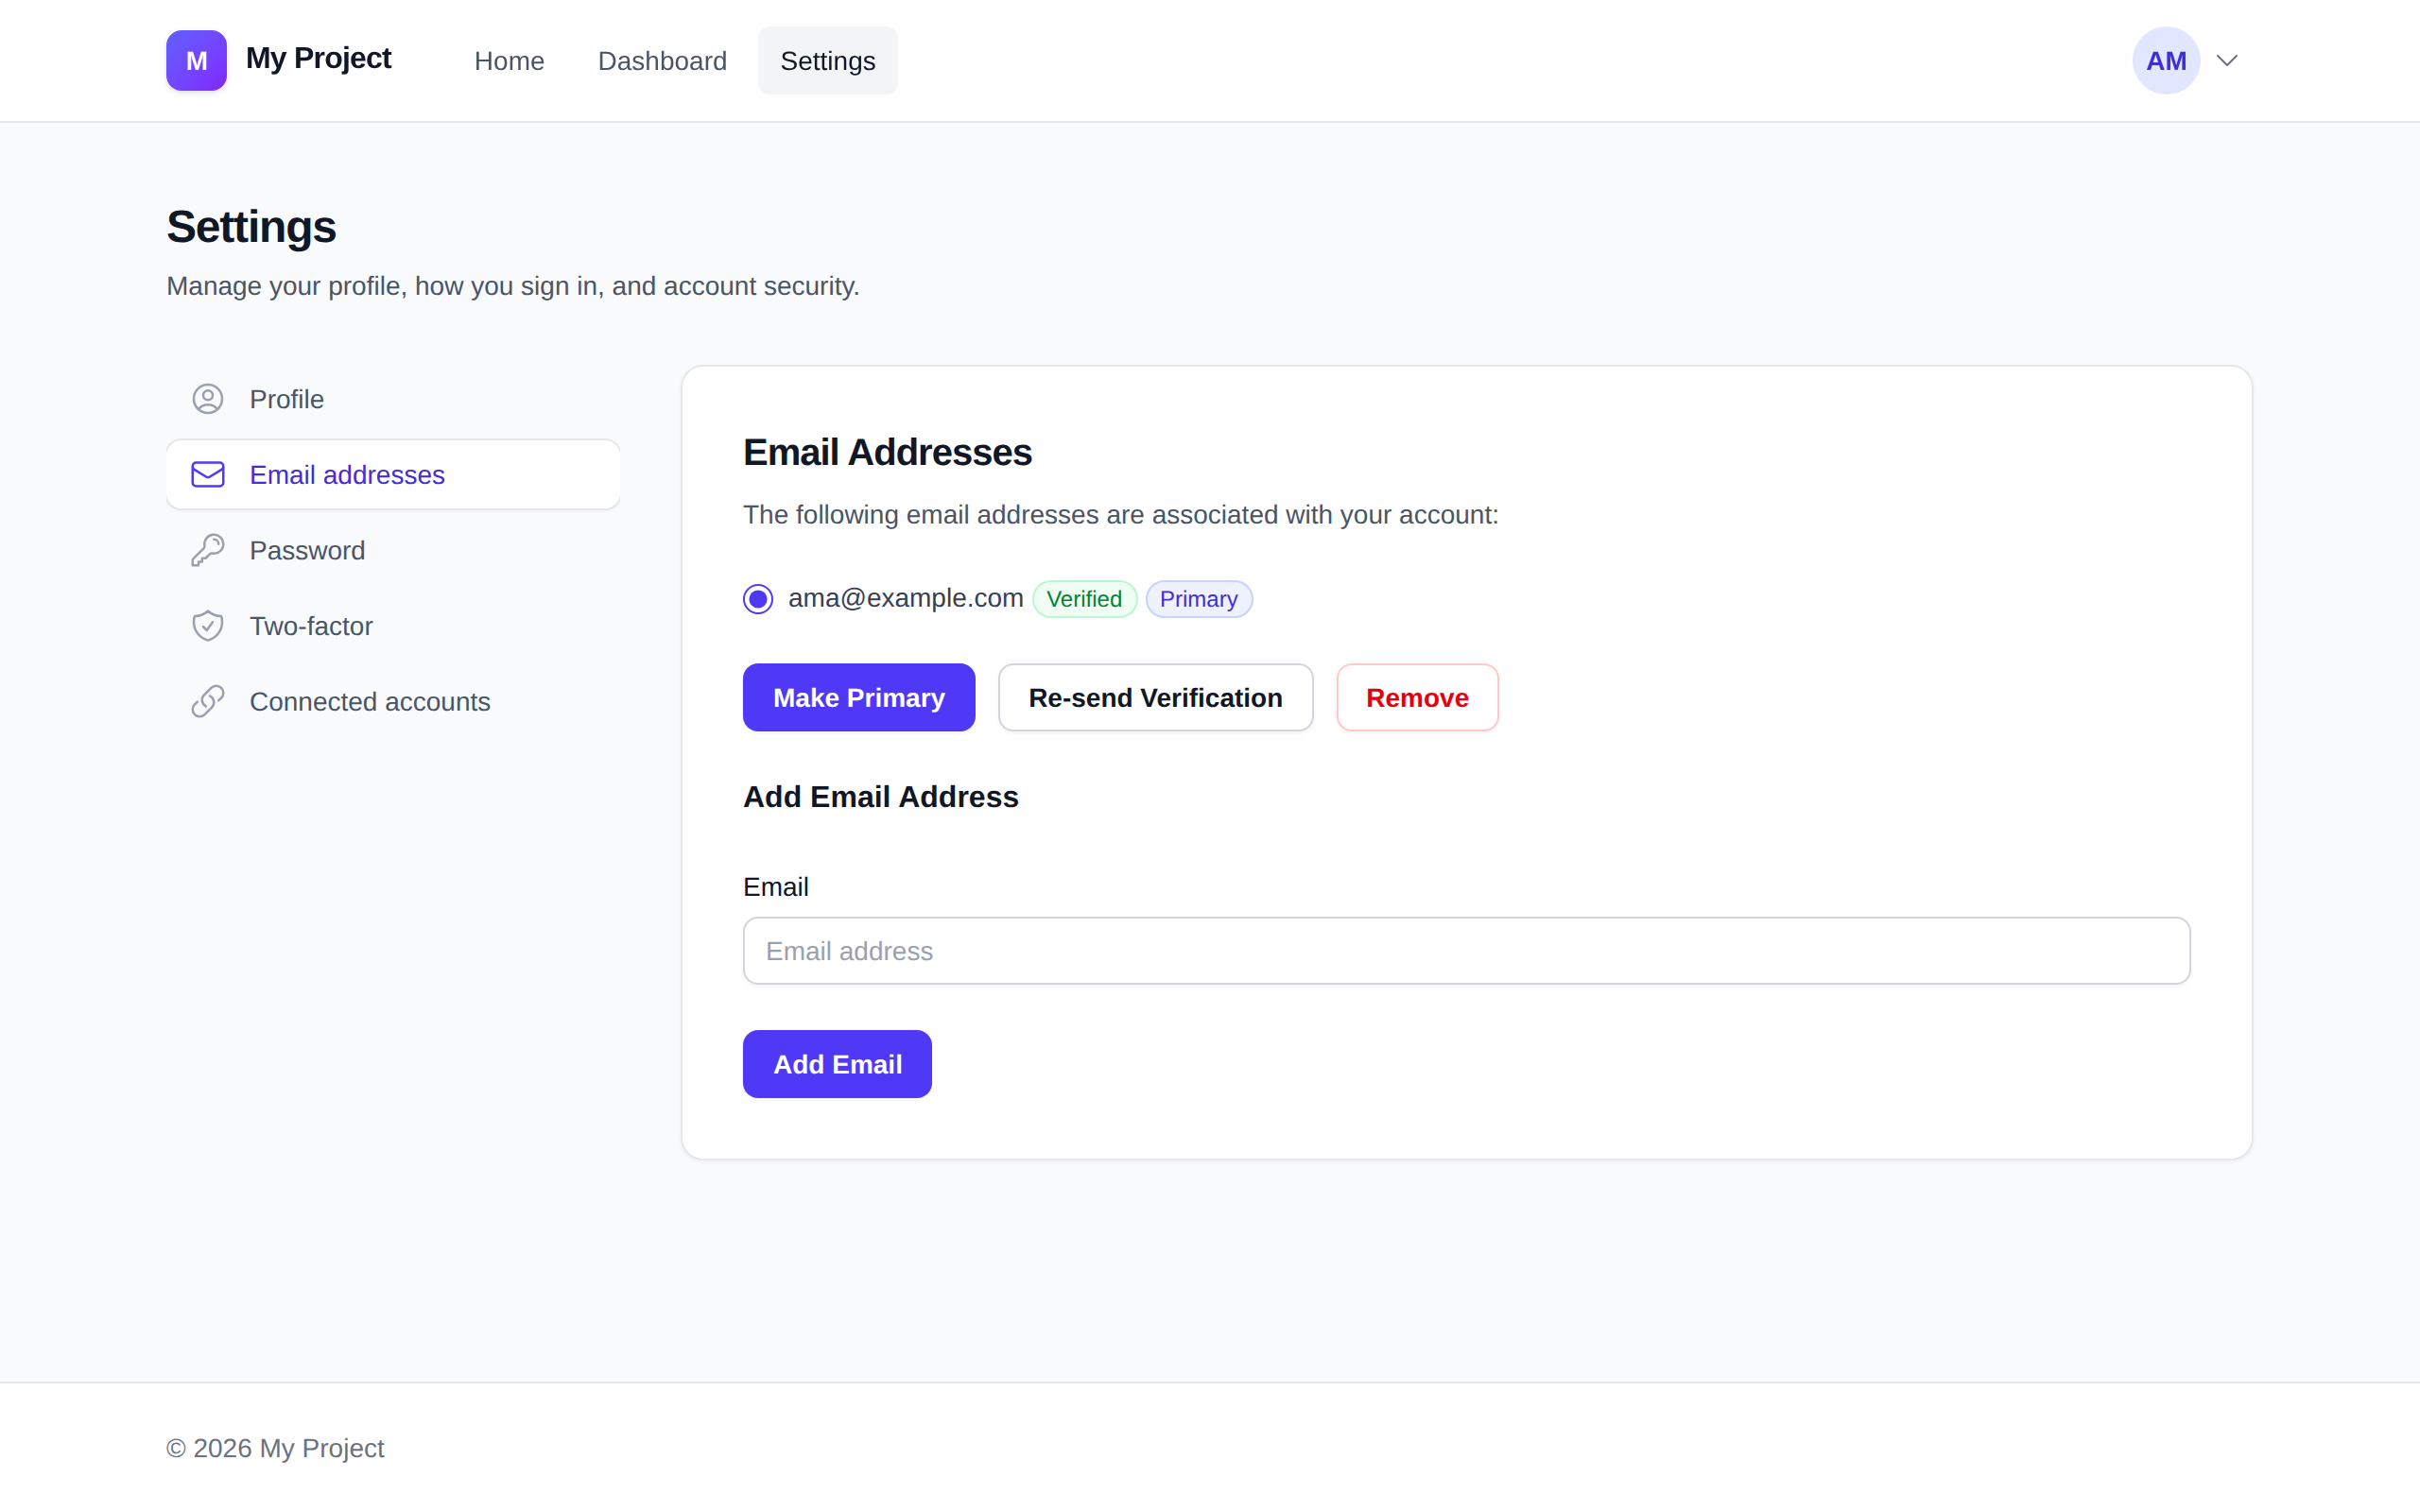 M My Project Home Dashboard Settings AM
Settings
Manage your profile, how you sign in, and account security.
Profile
Email addresses
Password
Two-factor
Connected accounts
Email Addresses
The following email addresses are associated with your account:
ama@example.com Verified Primary
Make Primary Re-send Verification Remove
Add Email Address
Email
Email address
Add Email
© 2026 My Project